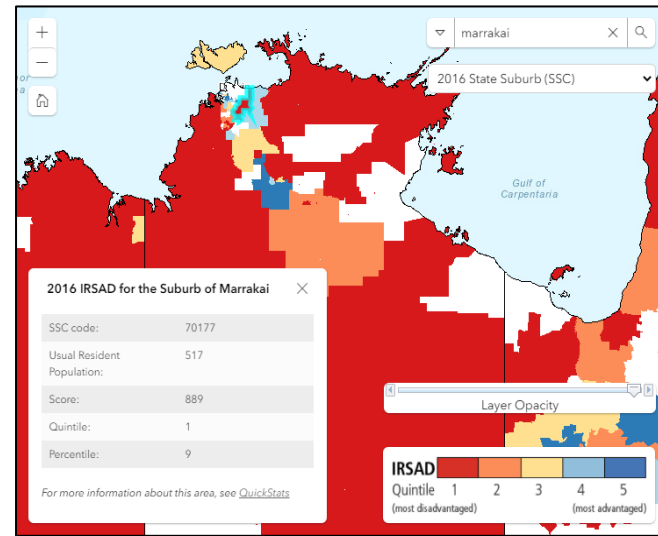 +
−
marrakai
2016 State Suburb (SSC)
Gulf of
Carpentaria
2016 IRSAD for the Suburb of Marrakai
SSC code: 70177
Usual Resident
Population: 517
Score: 889
Quintile: 1
Percentile: 9
For more information about this area, see QuickStats
Layer Opacity
IRSAD
Quintile 1 2 3 4 5
(most disadvantaged) (most advantaged)